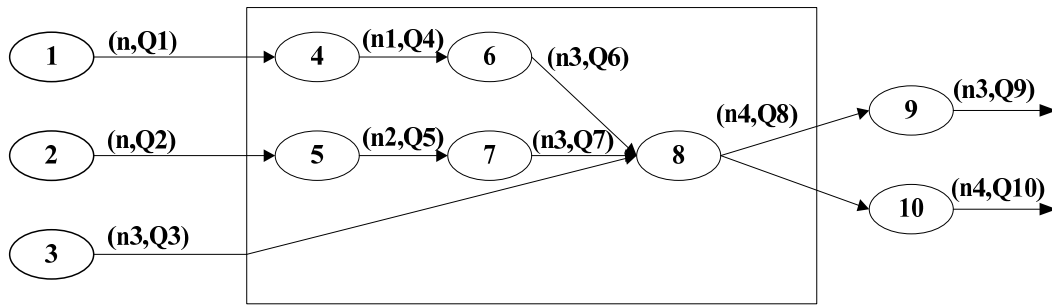 1 (n,Q1) 4 (n1,Q4) 6 (n3,Q6)
2 (n,Q2) 5 (n2,Q5) 7 (n3,Q7) 8 (n4,Q8) 9 (n3,Q9)
3 (n3,Q3) 10 (n4,Q10)